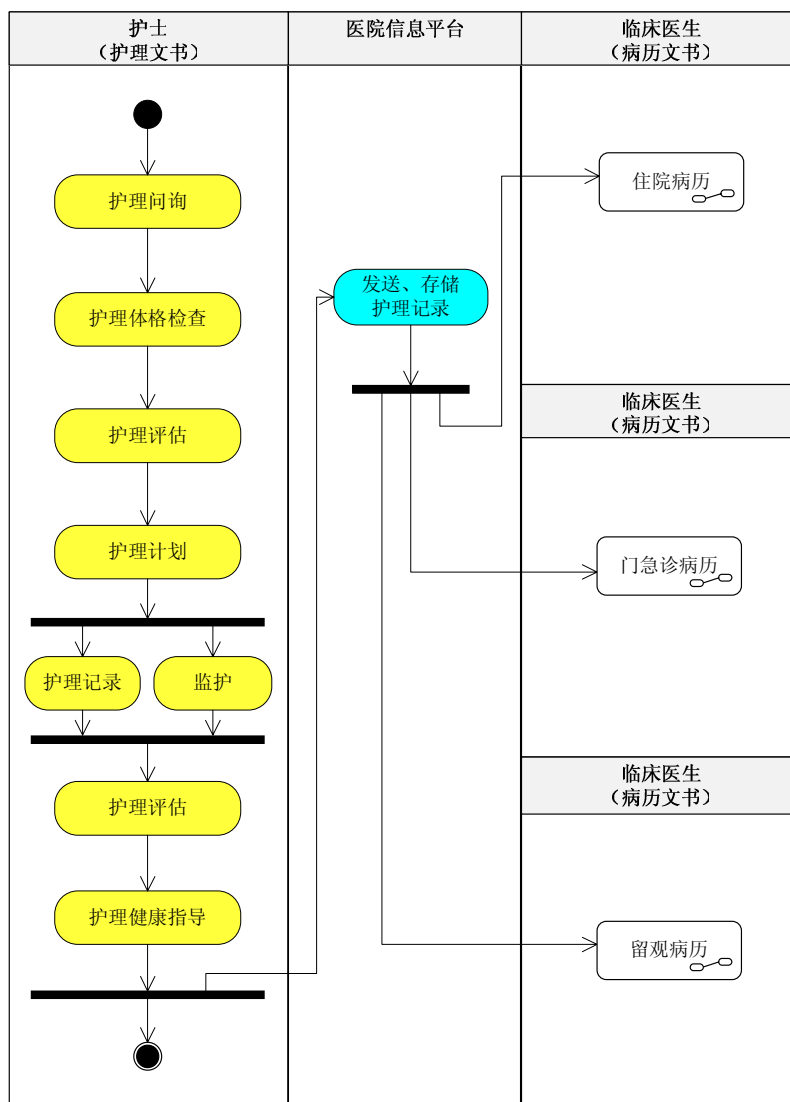 护士
（护理文书）
医院信息平台
临床医生
（病历文书）
护理问询
护理体格检查
护理评估
护理计划
护理记录
监护
护理评估
护理健康指导
发送、存储
护理记录
住院病历
临床医生
（病历文书）
门急诊病历
临床医生
（病历文书）
留观病历